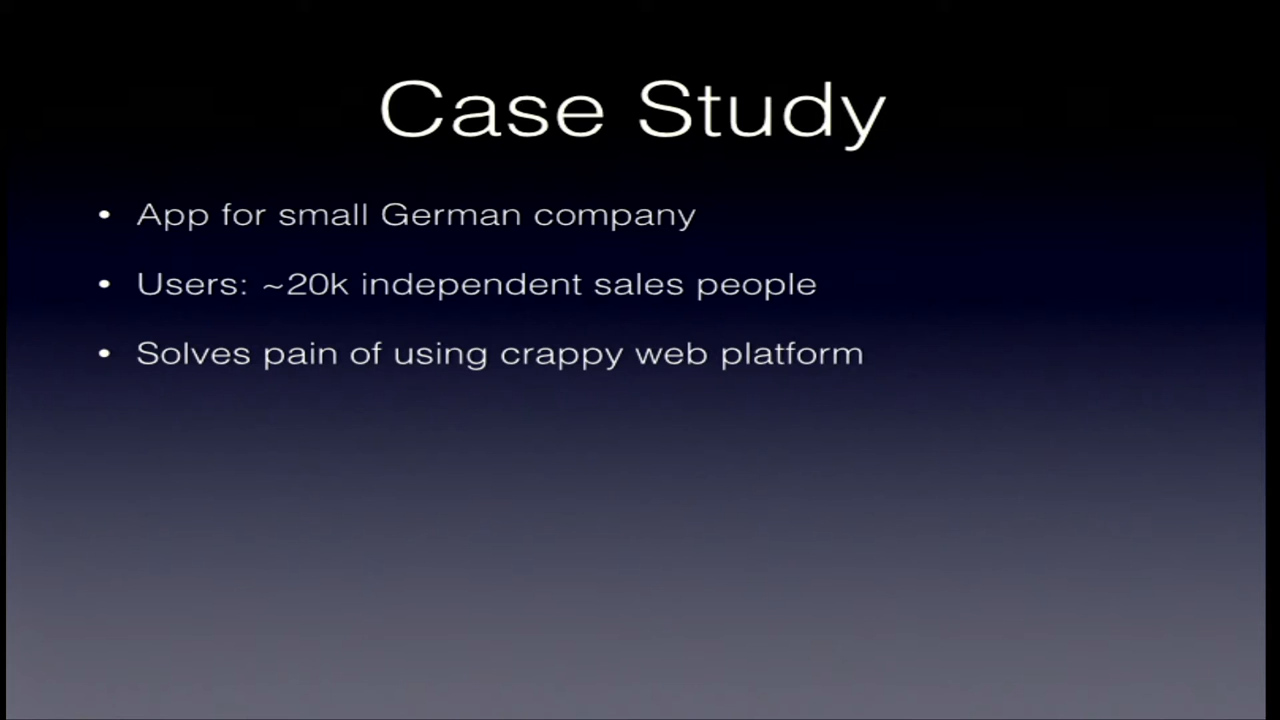 Case Study
• App for small German company
• Users: ~20k independent sales people
• Solves pain of using crappy web platform